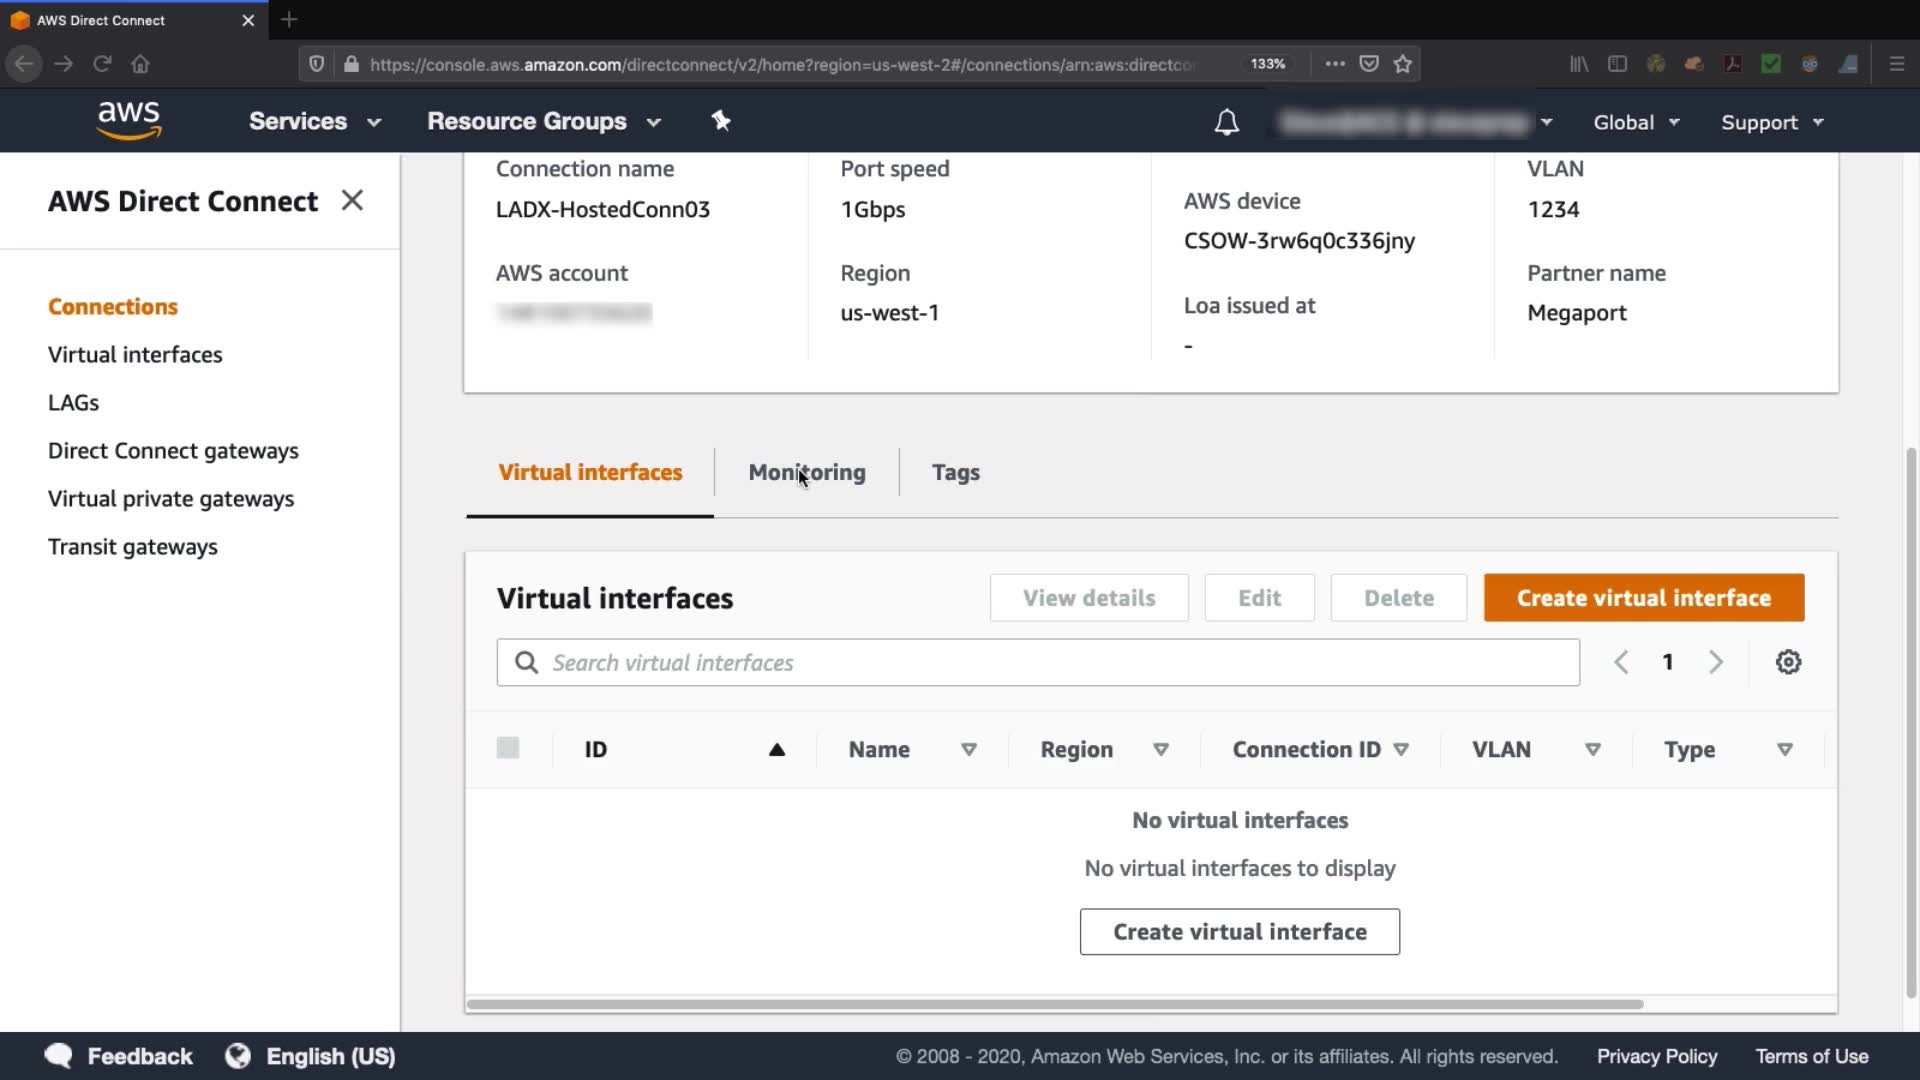 AWS Direct Connect
https://console.aws.amazon.com/directconnect/v2/home?region=us-west-2#/connections/arn:aws:directco
133%
aws
Services
Resource Groups
Global
Support
AWS Direct Connect
Connections
Virtual interfaces
LAGs
Direct Connect gateways
Virtual private gateways
Transit gateways
Connection name
LADX-HostedConn03
AWS account
Port speed
1Gbps
Region
us-west-1
AWS device
CSOW-3rw6q0c336jny
Loa issued at
-
VLAN
1234
Partner name
Megaport
Virtual interfaces
Monitoring
Tags
Virtual interfaces
View details
Edit
Delete
Create virtual interface
Search virtual interfaces
1
ID
Name
Region
Connection ID
VLAN
Type
No virtual interfaces
No virtual interfaces to display
Create virtual interface
Feedback
English (US)
© 2008 - 2020, Amazon Web Services, Inc. or its affiliates. All rights reserved.
Privacy Policy
Terms of Use